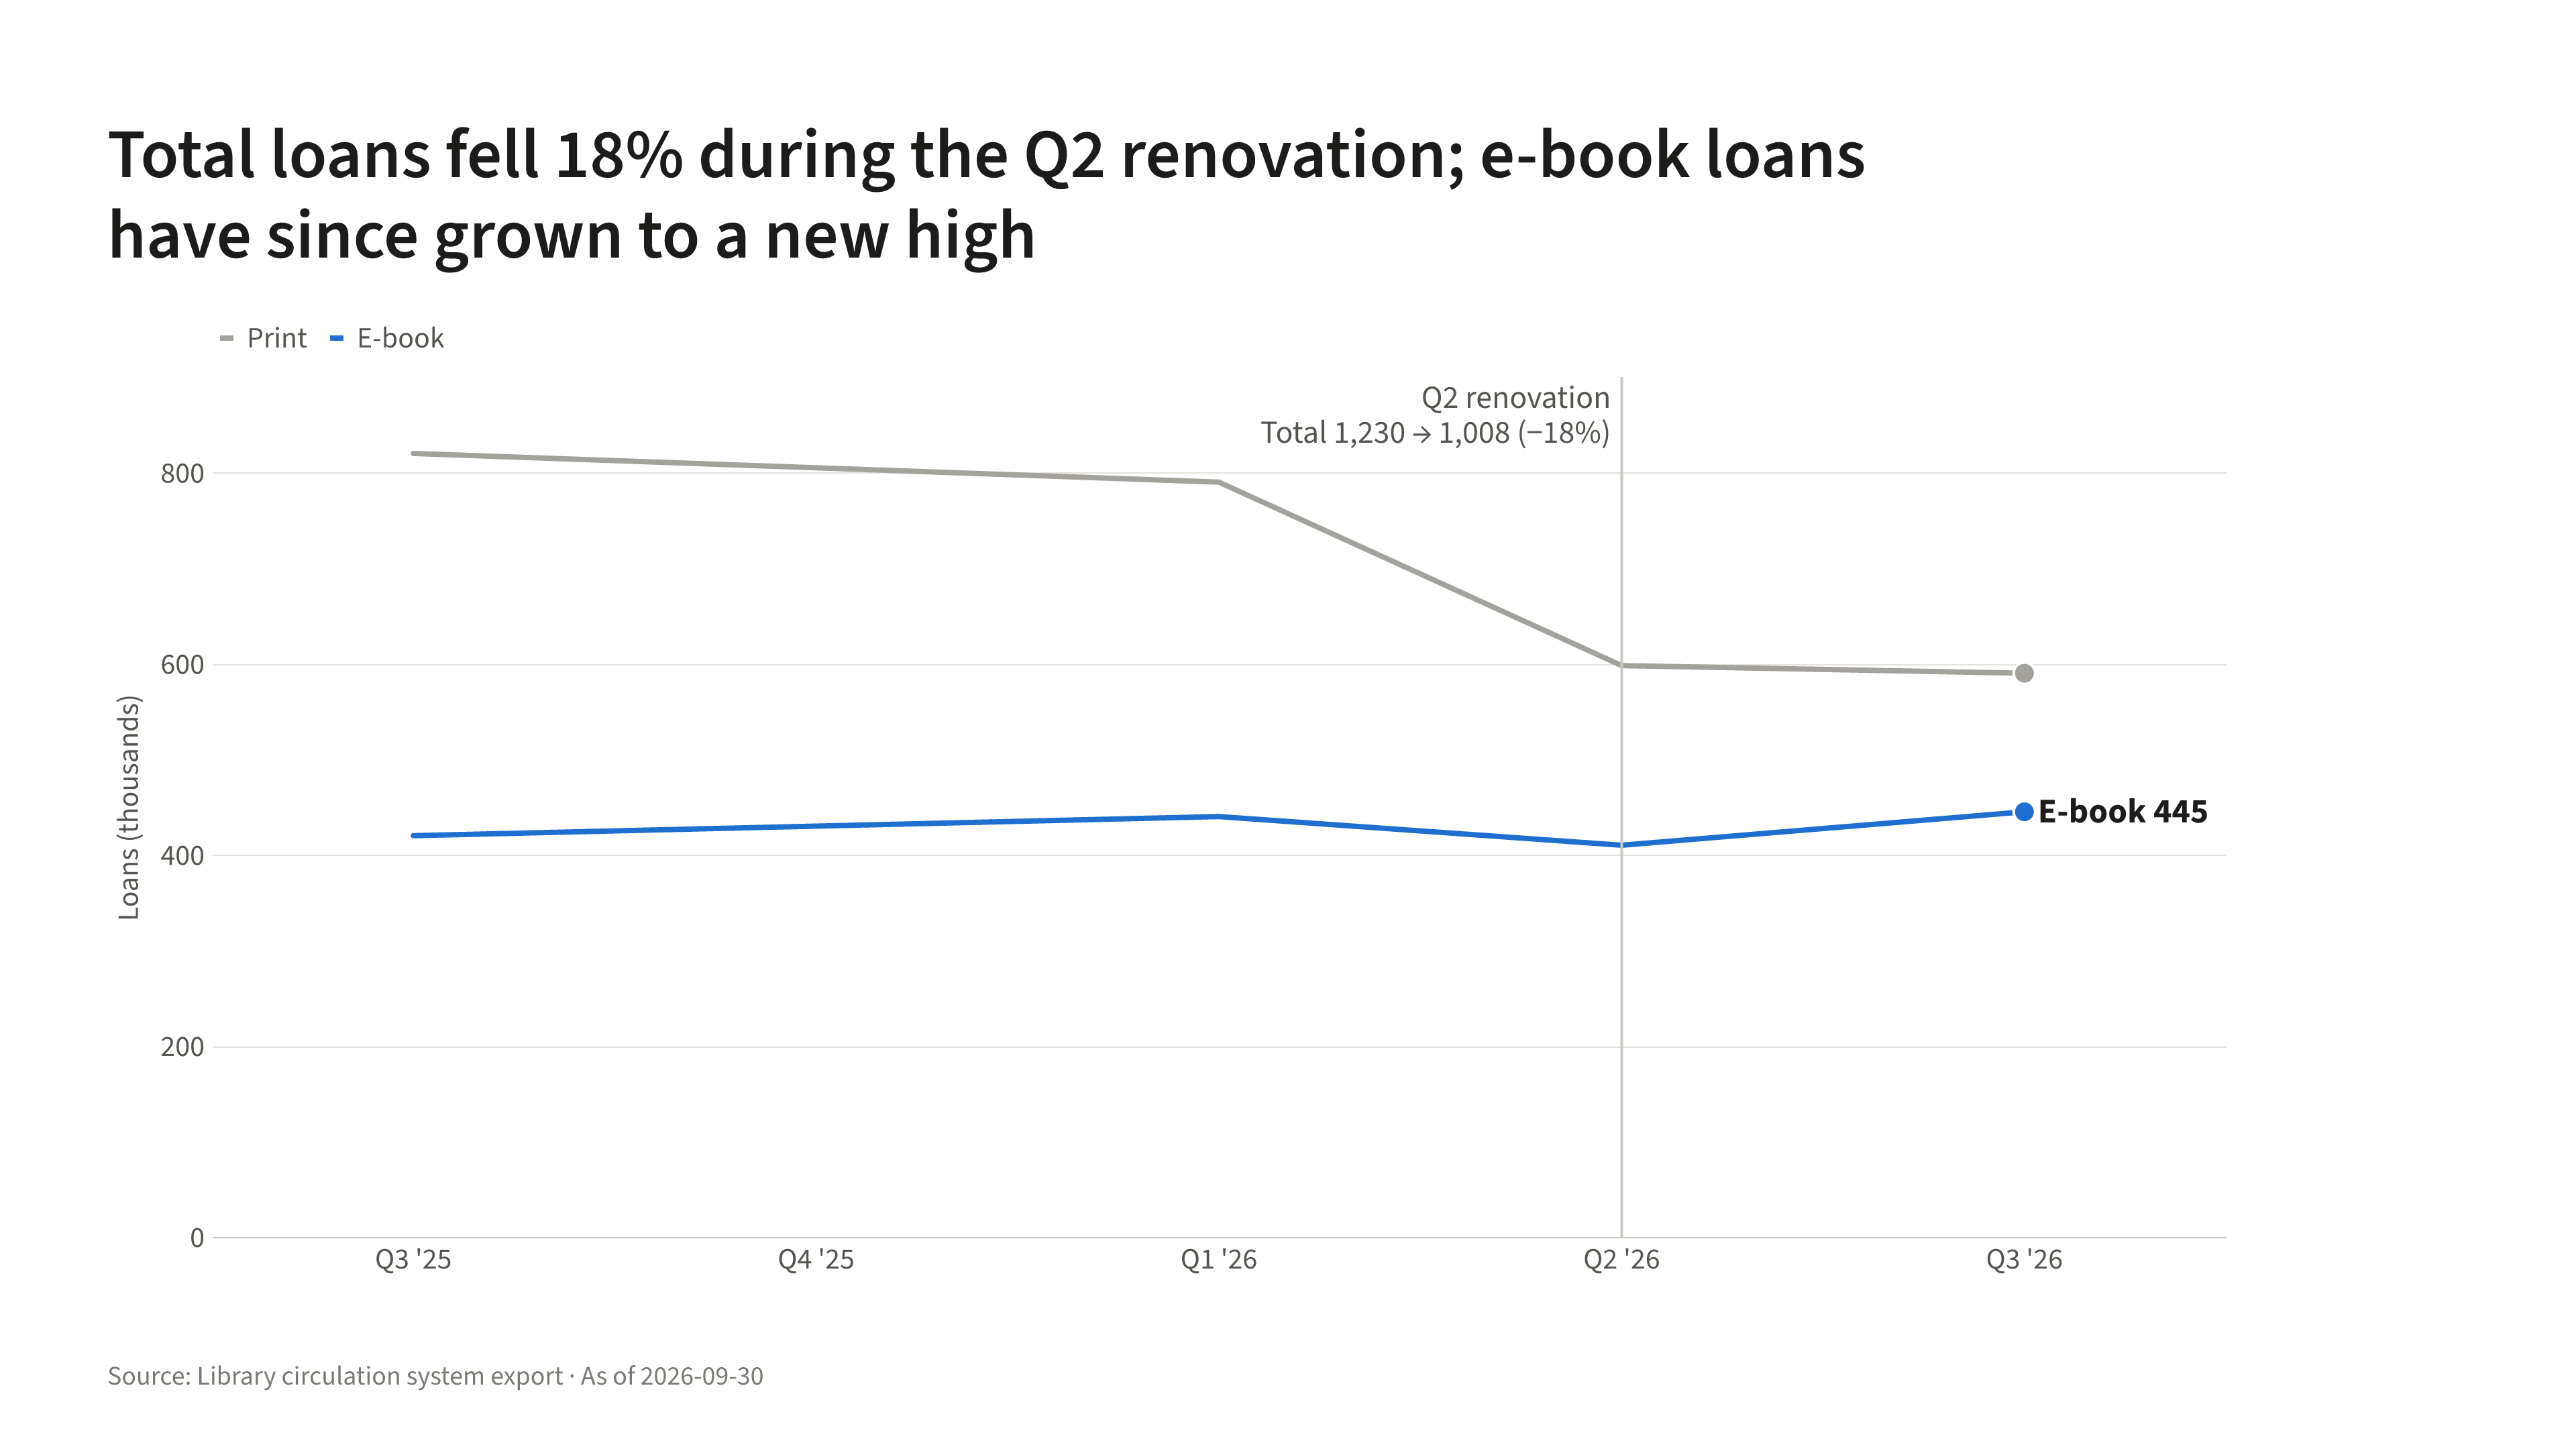 Total loans fell 18% during the Q2 renovation; e-book loans
have since grown to a new high
Print
E-book
Q2 renovation
Total 1,230 → 1,008 (−18%)
800
600
400
200
0
Loans (thousands)
E-book 445
Q3 '25
Q4 '25
Q1 '26
Q2 '26
Q3 '26
Source: Library circulation system export · As of 2026-09-30